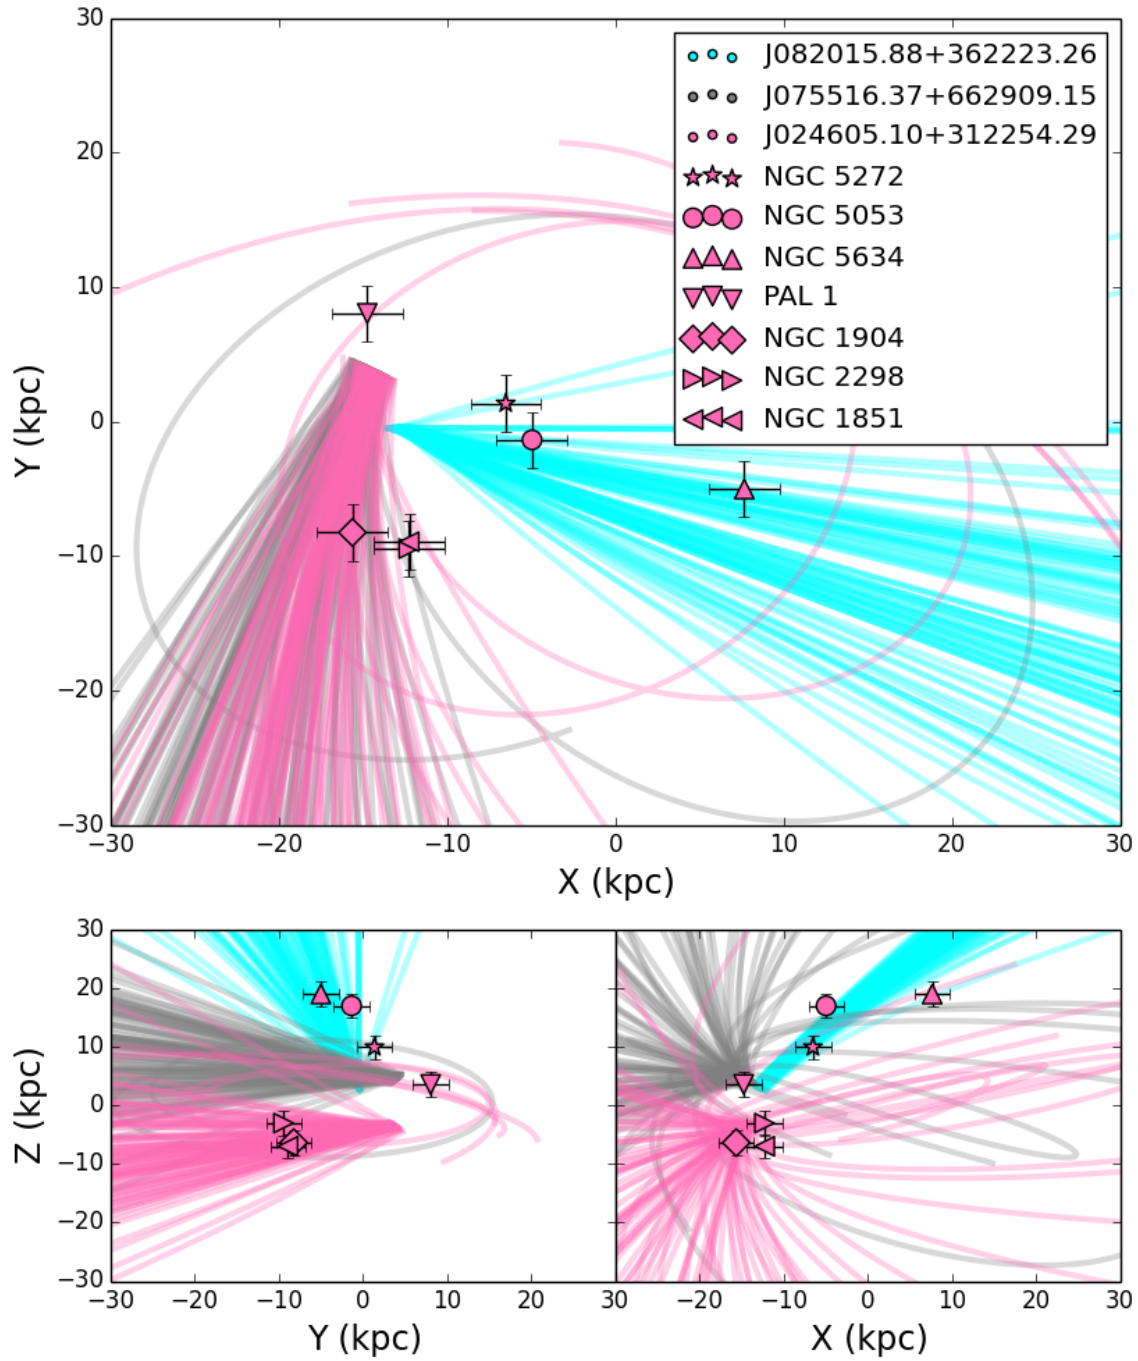 30
20
10
0
−10
−20
−30
Y (kpc)
J082015.88+362223.26
J075516.37+662909.15
J024605.10+312254.29
NGC 5272
NGC 5053
NGC 5634
PAL 1
NGC 1904
NGC 2298
NGC 1851
−30 −20 −10 0 10 20 30
X (kpc)
30
20
10
0
−10
−20
−30
Z (kpc)
−30 −20 −10 0 10 20 −30 −20 −10 0 10 20 30
Y (kpc) X (kpc)